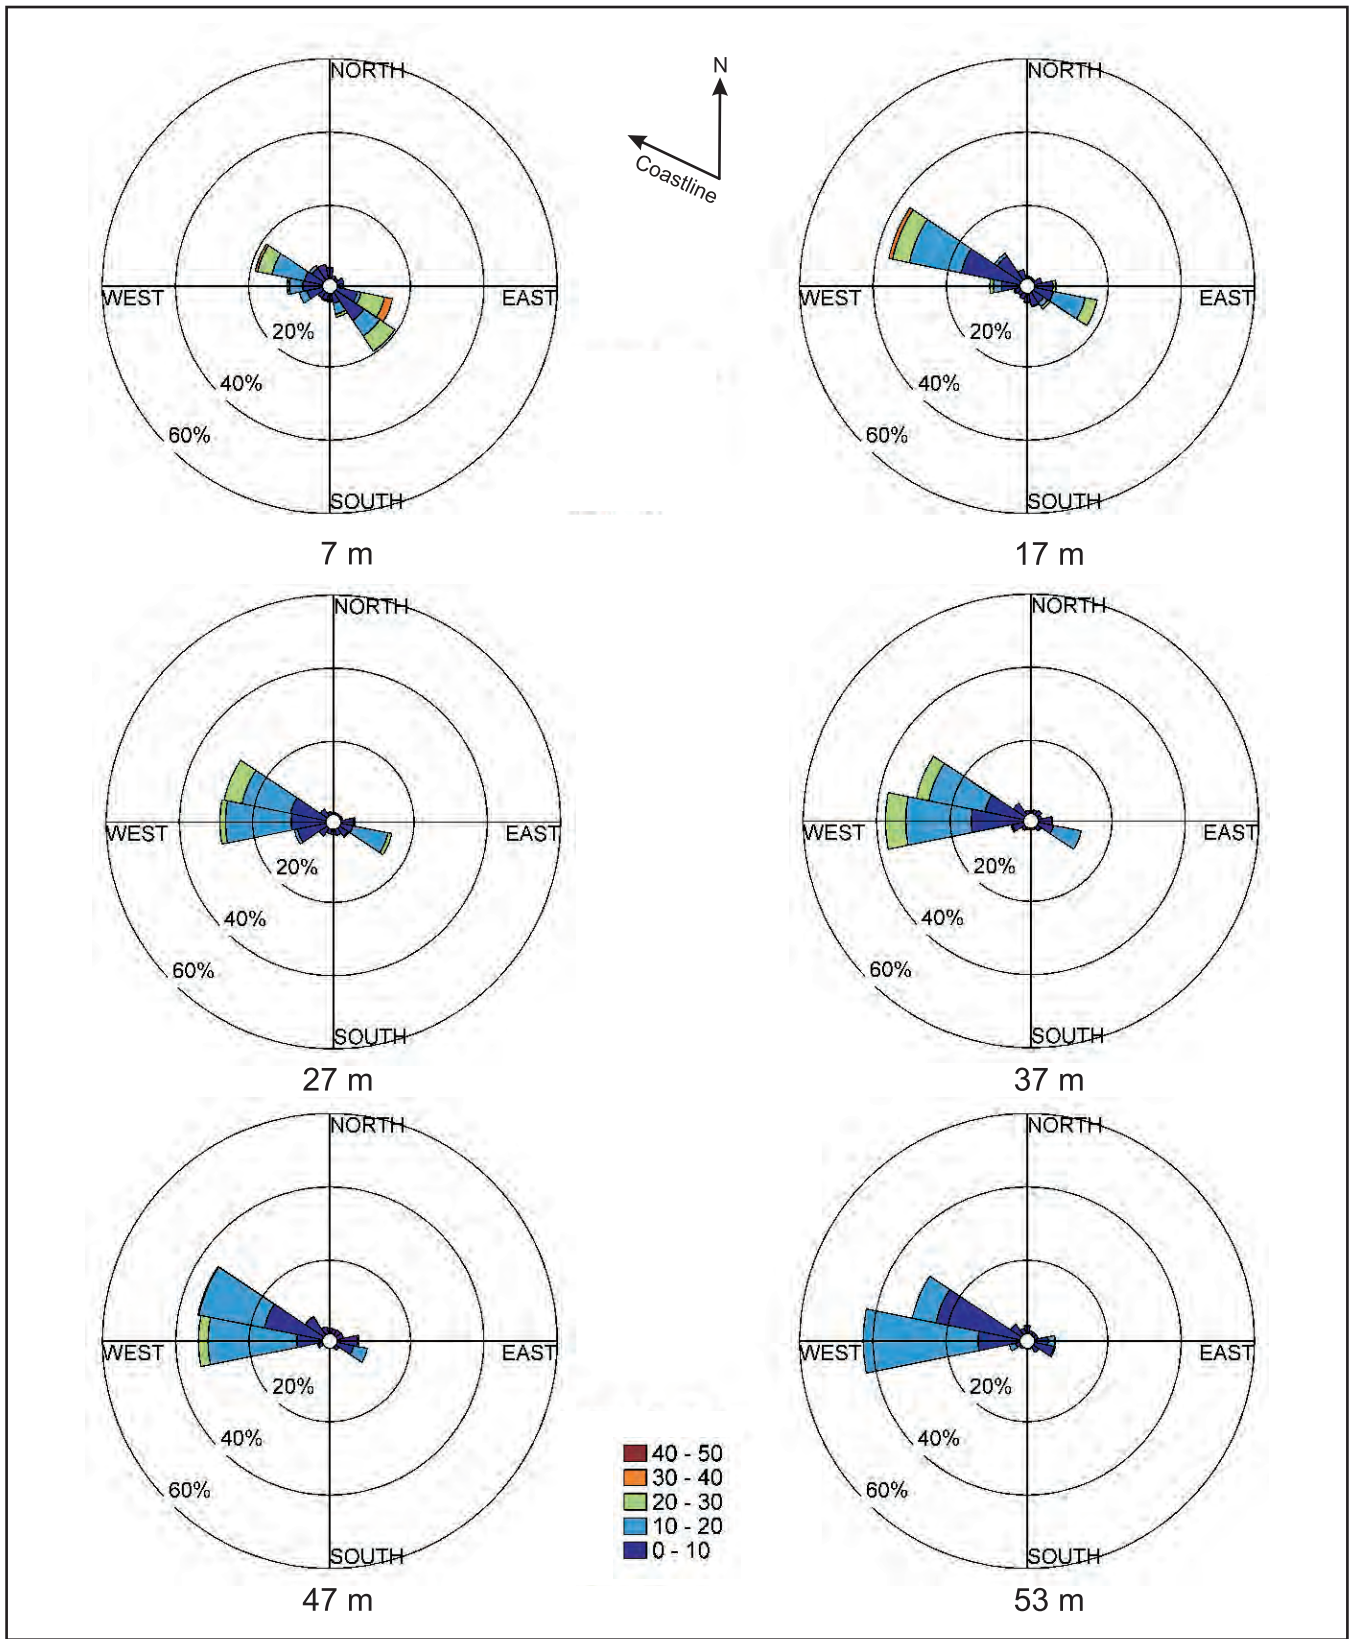 NORTH
WEST
EAST
SOUTH
20%
40%
60%
7 m
N
Coastline
NORTH
WEST
EAST
SOUTH
20%
40%
60%
17 m
NORTH
WEST
EAST
SOUTH
20%
40%
60%
27 m
NORTH
WEST
EAST
SOUTH
20%
40%
60%
37 m
NORTH
WEST
EAST
SOUTH
20%
40%
60%
47 m
40 - 50
30 - 40
20 - 30
10 - 20
0 - 10
NORTH
WEST
EAST
SOUTH
20%
40%
60%
53 m